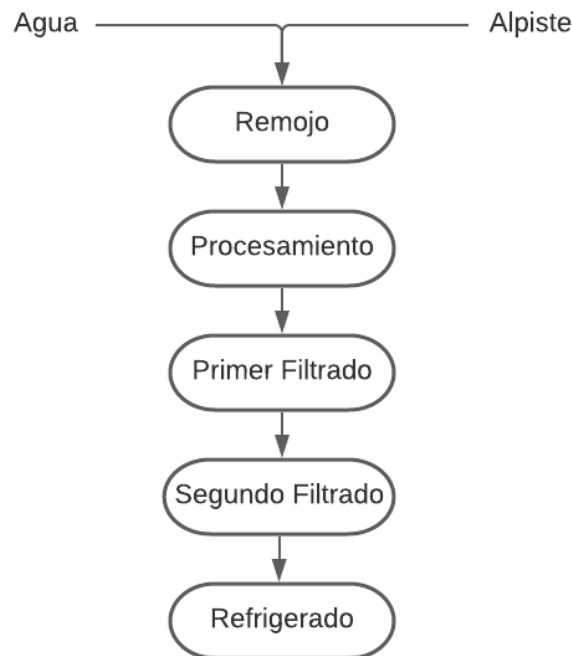 Agua
Alpiste
Remojo
Procesamiento
Primer Filtrado
Segundo Filtrado
Refrigerado